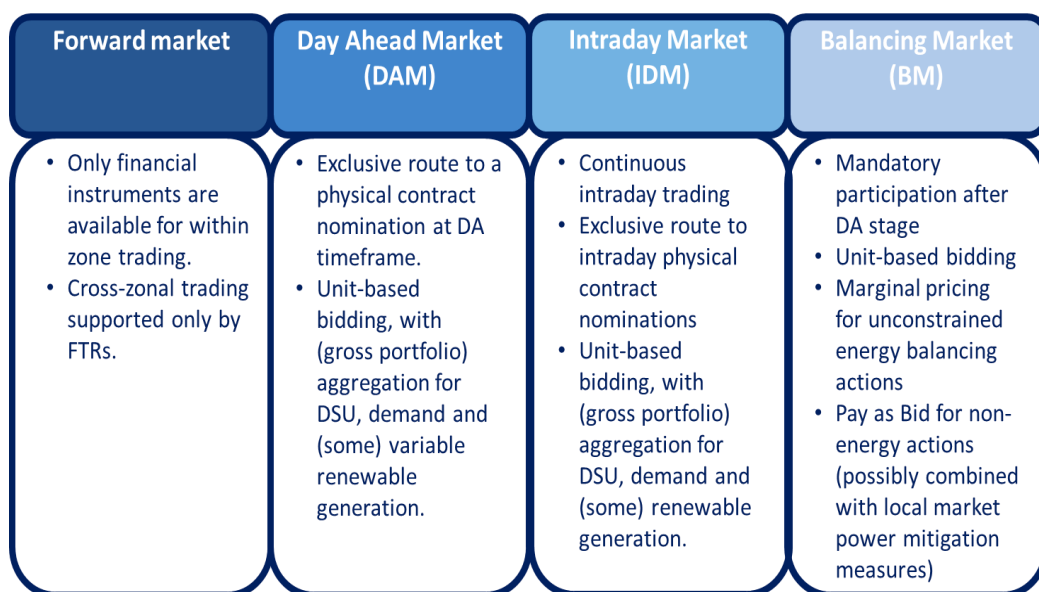 Forward market
• Only financial
instruments are
available for within
zone trading.
• Cross-zonal trading
supported only by
FTRs.
Day Ahead Market
(DAM)
• Exclusive route to a
physical contract
nomination at DA
timeframe.
• Unit-based
bidding, with
(gross portfolio)
aggregation for
DSU, demand and
(some) variable
renewable
generation.
Intraday Market
(IDM)
• Continuous
intraday trading
• Exclusive route to
intraday physical
contract
nominations
• Unit-based
bidding, with
(gross portfolio)
aggregation for
DSU, demand and
(some) renewable
generation.
Balancing Market
(BM)
• Mandatory
participation after
DA stage
• Unit-based bidding
• Marginal pricing
for unconstrained
energy balancing
actions
• Pay as Bid for non-
energy actions
(possibly combined
with local market
power mitigation
measures)